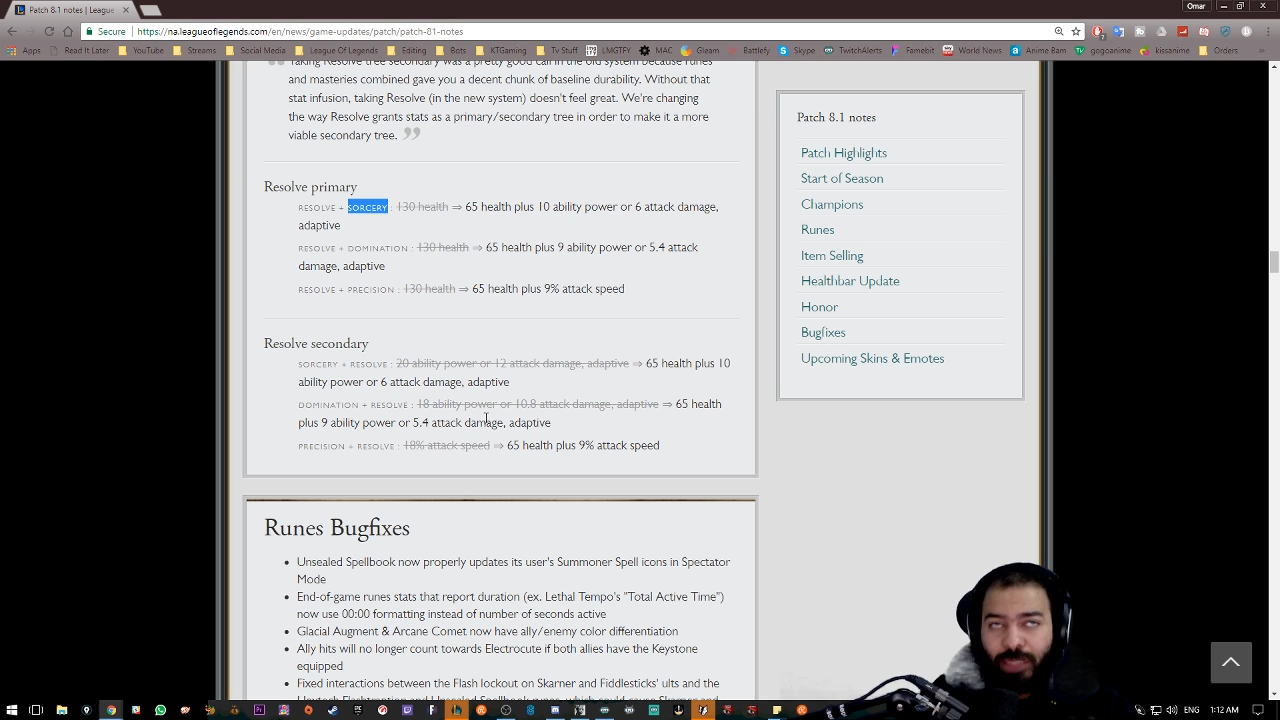 Patch 8.1 notes | League
Omar
Secure | https://na.leagueoflegends.com/en/news/game-updates/patch/patch-81-notes
Apps Read It Later YouTube Streams Social Media League Of Legends Editing Bots KTGaming Tv Stuff LMGTFY MAC Gleam Battlefy Skype TwitchAlerts Famebit World News Anime Bam gogoanime kissanime Orders
Taking Resolve tree secondary was a pretty good call in the old system because runes
and masteries combined gave you a decent chunk of baseline durability. Without that
stat infusion, taking Resolve (in the new system) doesn't feel great. We're changing
the way Resolve grants stats as a primary/secondary tree in order to make it a more
viable secondary tree.
Resolve primary
RESOLVE + SORCERY : 130 health ⇒ 65 health plus 10 ability power or 6 attack damage,
adaptive
RESOLVE + DOMINATION : 130 health ⇒ 65 health plus 9 ability power or 5.4 attack
damage, adaptive
RESOLVE + PRECISION : 130 health ⇒ 65 health plus 9% attack speed
Resolve secondary
SORCERY + RESOLVE : 20 ability power or 12 attack damage, adaptive ⇒ 65 health plus 10
ability power or 6 attack damage, adaptive
DOMINATION + RESOLVE : 18 ability power or 10.8 attack damage, adaptive ⇒ 65 health
plus 9 ability power or 5.4 attack damage, adaptive
PRECISION + RESOLVE : 18% attack speed ⇒ 65 health plus 9% attack speed
Runes Bugfixes
• Unsealed Spellbook now properly updates its user's Summoner Spell icons in Spectator
Mode
• End-of-game runes stats that report duration (ex. Lethal Tempo's "Total Active Time")
now use 00:00 formatting instead of number of seconds active
• Glacial Augment & Arcane Comet now have ally/enemy color differentiation
• Ally hits will no longer count towards Electrocute if both allies have the Keystone
equipped
• Fixed interactions between the Flash lockout on Skarner and Fiddlesticks' ults and the
Patch 8.1 notes
Patch Highlights
Start of Season
Champions
Runes
Item Selling
Healthbar Update
Honor
Bugfixes
Upcoming Skins & Emotes
ENG 1:12 AM